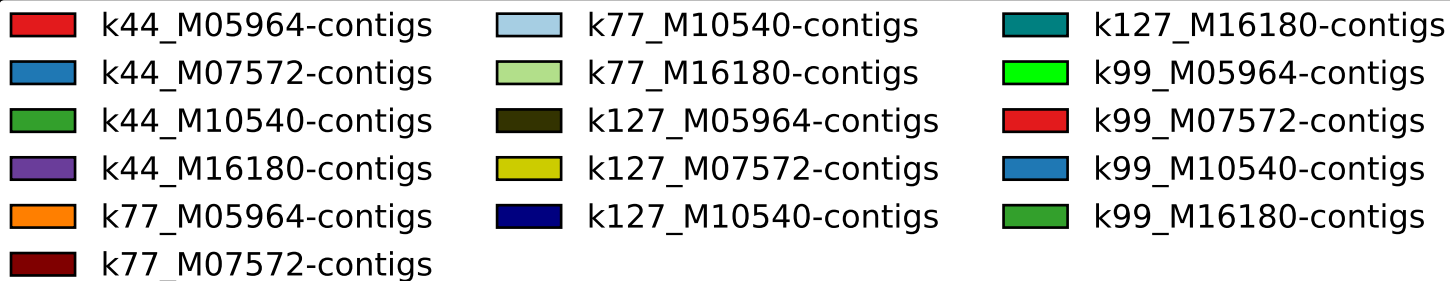 k44_M05964-contigs
k44_M07572-contigs
k44_M10540-contigs
k44_M16180-contigs
k77_M05964-contigs
k77_M07572-contigs
k77_M10540-contigs
k77_M16180-contigs
k127_M05964-contigs
k127_M07572-contigs
k127_M10540-contigs
k127_M16180-contigs
k99_M05964-contigs
k99_M07572-contigs
k99_M10540-contigs
k99_M16180-contigs